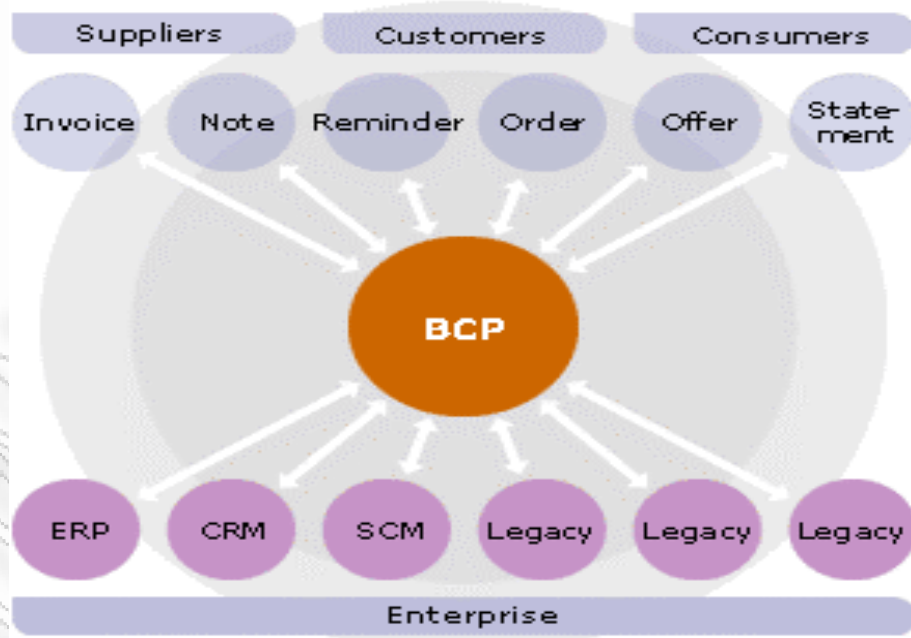 Suppliers Customers Consumers
Invoice Note Reminder Order Offer State-
ment
BCP
ERP CRM SCM Legacy Legacy Legacy
Enterprise